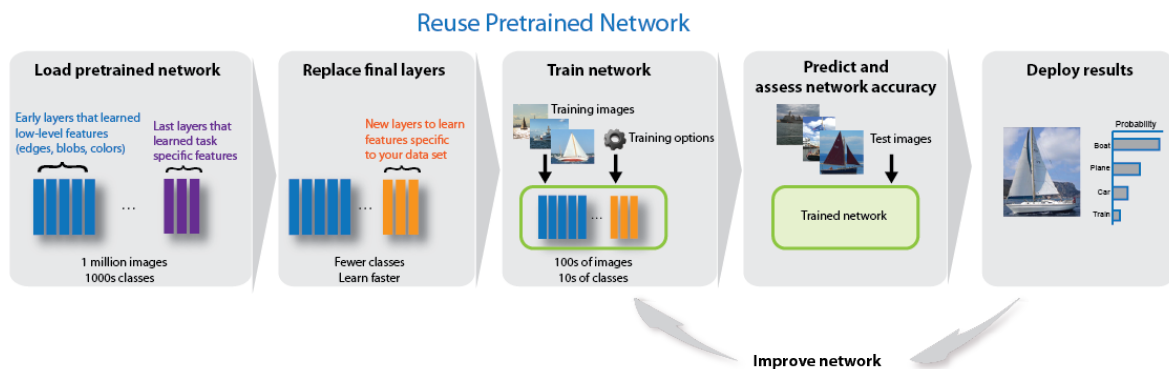 Reuse Pretrained Network
Load pretrained network
Early layers that learned
low-level features
(edges, blobs, colors)
Last layers that
learned task
specific features
...
1 million images
1000s classes
Replace final layers
New layers to learn
features specific
to your data set
...
Fewer classes
Learn faster
Train network
Training images
Training options
...
100s of images
10s of classes
Predict and
assess network accuracy
Test images
Trained network
Deploy results
Probability
Boat
Plane
Car
Train
Improve network